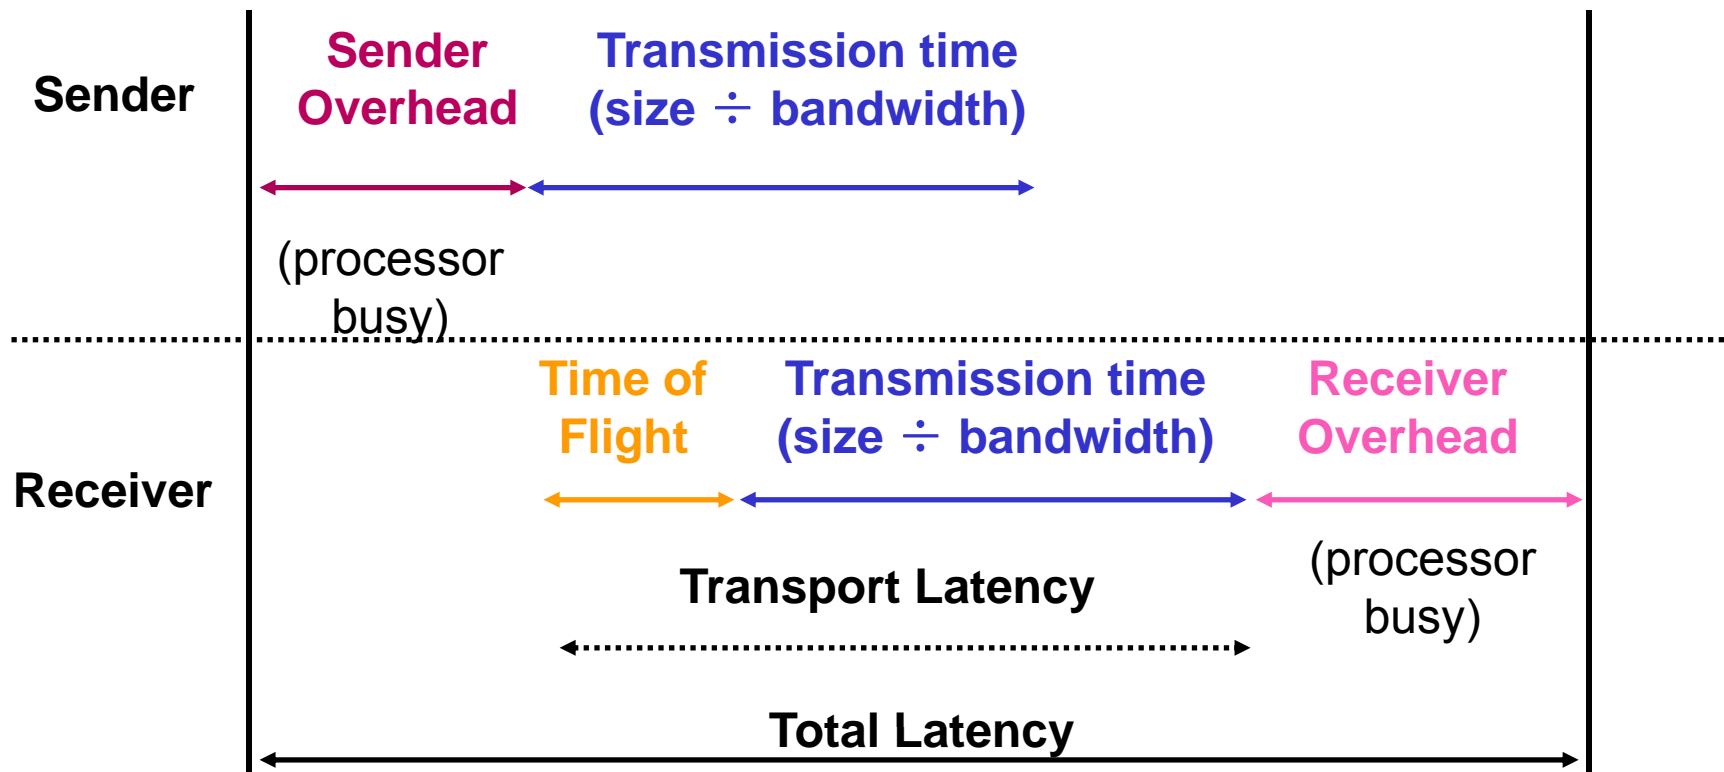 Sender
Sender
Overhead
Transmission time
(size ÷ bandwidth)
(processor
busy)
Receiver
Time of
Flight
Transmission time
(size ÷ bandwidth)
Receiver
Overhead
(processor
busy)
Transport Latency
Total Latency